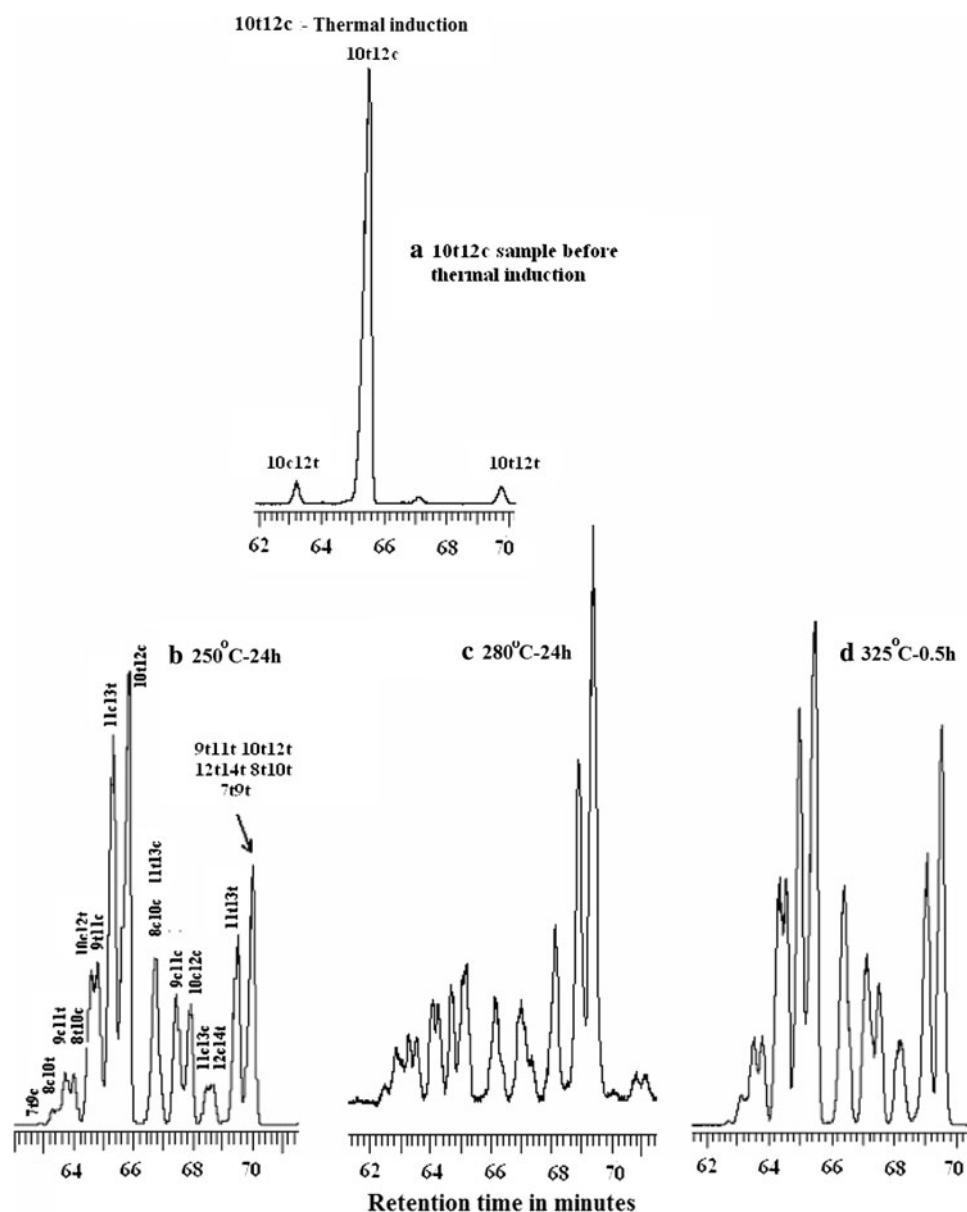 10t12c - Thermal induction
10t12c
a 10t12c sample before
thermal induction
10c12t
10t12t
62 64 66 68 70
b 250°C-24h
c 280°C-24h
d 325°C-0.5h
7t9c
8c10t
9c11t
8t10c
10c12t
9t11c
11c13t
10t12c
8c10c 11t13c
9c11c
10c12c
11c13c
12c14t
11t13t
9t11t 10t12t
12t14t 8t10t
7t9t
64 66 68 70
62 64 66 68 70
62 64 66 68 70
Retention time in minutes